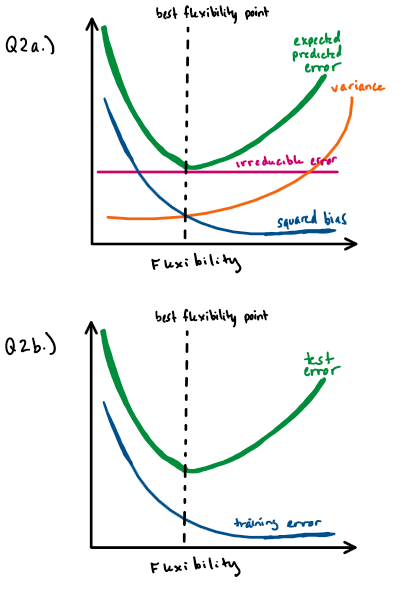 best flexibility point
Q2a.)
expected
predicted
error
variance
irreducible error
squared bias
Flexibility
best flexibility point
Q2b.)
test
error
training error
Flexibility